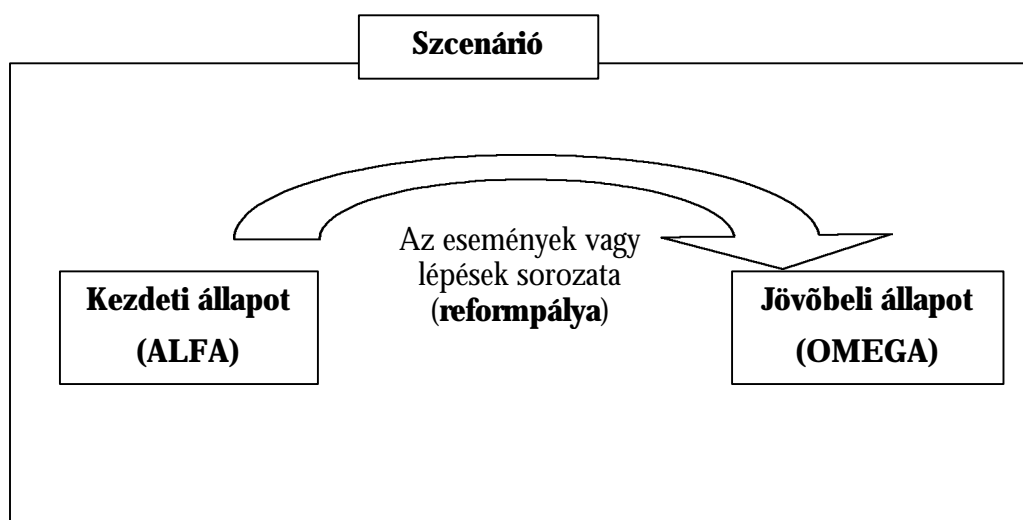 Szcenárió
Az események vagy
lépések sorozata
(reformpálya)
Kezdeti állapot
(ALFA)
Jövõbeli állapot
(OMEGA)